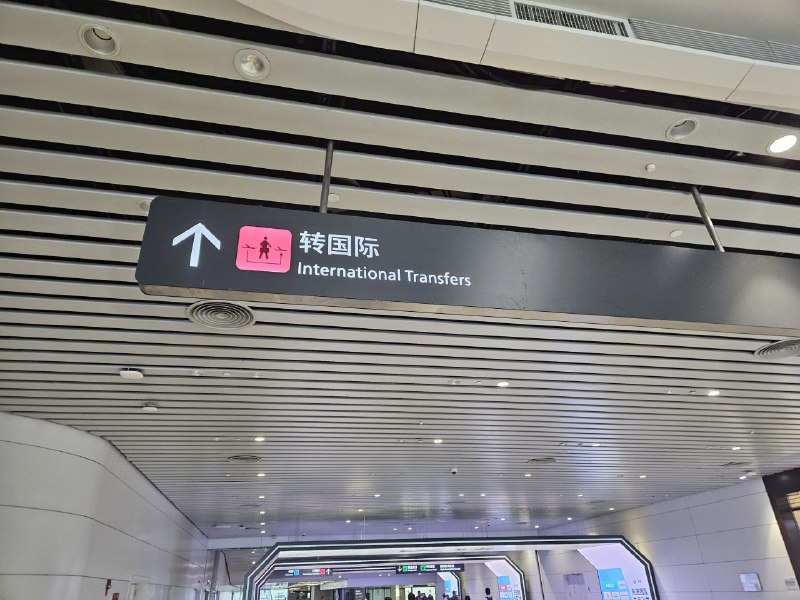 转国际
International Transfers